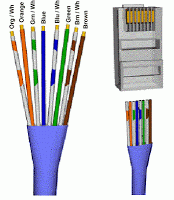 Org / Wh
Orange
Grn / Wh
Blue
Blu / Wh
Green
Brn / Wh
Brown